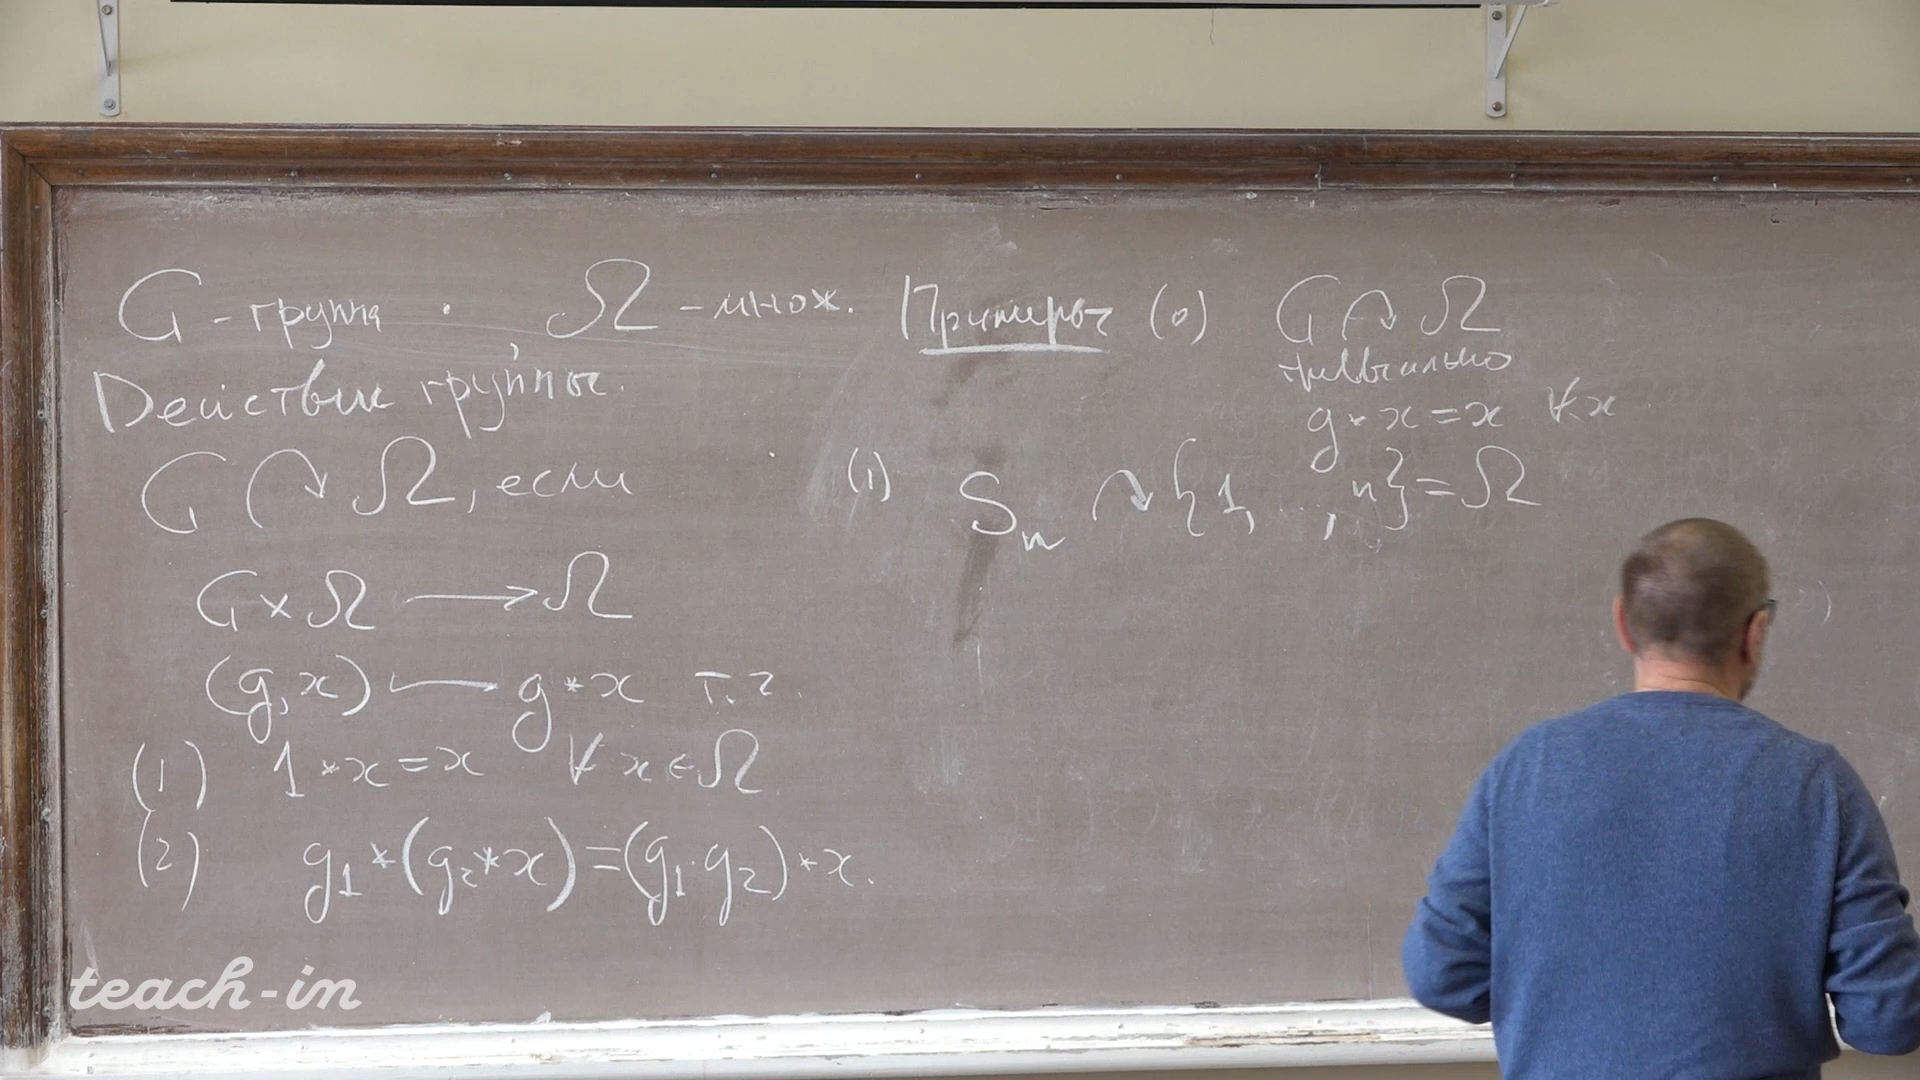 G - группа . Ω - множ.
Действие группы.
G ↷ Ω, если
G × Ω ⟶ Ω
(g, x) ⟼ g * x т.ч.
(1) 1 * x = x ∀ x ∈ Ω
(2) g₁ * (g₂ * x) = (g₁ · g₂) * x.
Примеры (0) G ↷ Ω
тривиально
g * x = x ∀ x
(1) Sₙ ↷ {1, ..., n} = Ω
teach-in